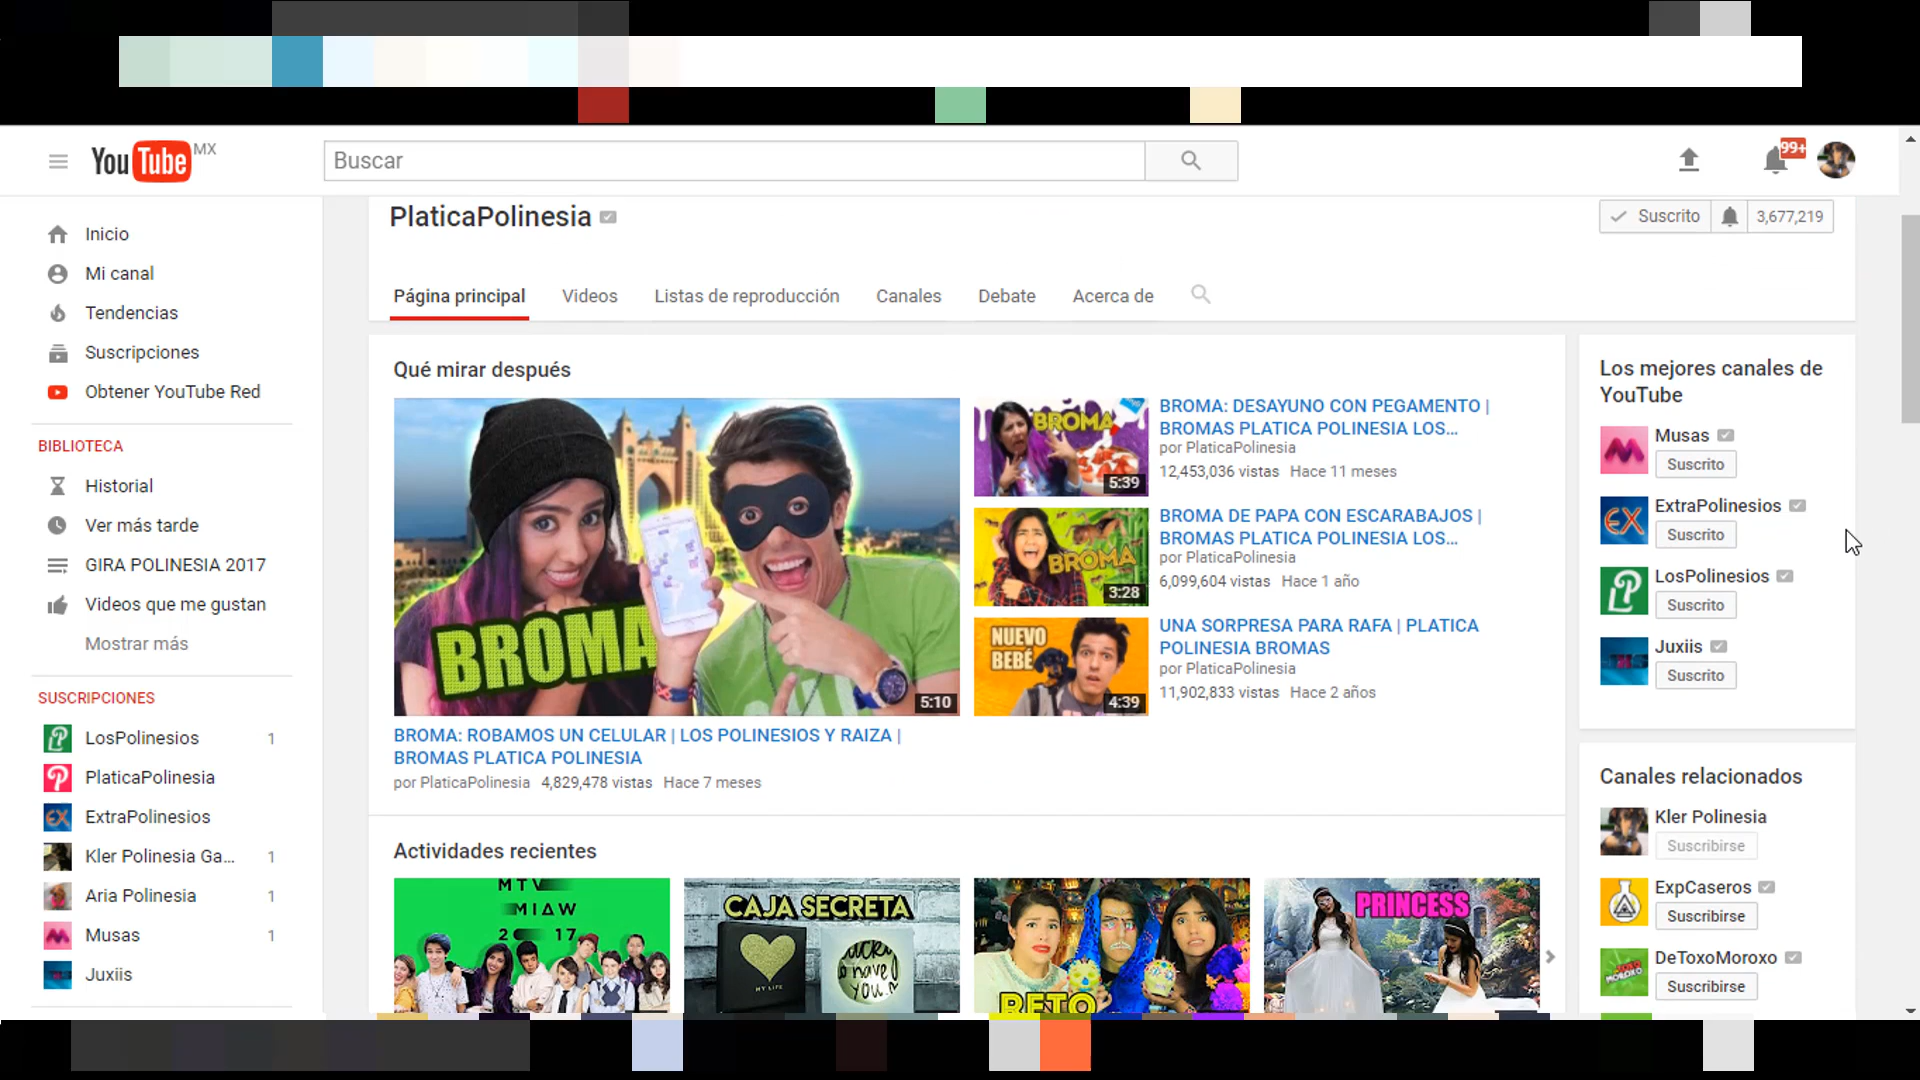 YouTube MX
Buscar
99+
Inicio
Mi canal
Tendencias
Suscripciones
Obtener YouTube Red
BIBLIOTECA
Historial
Ver más tarde
GIRA POLINESIA 2017
Videos que me gustan
Mostrar más
SUSCRIPCIONES
LosPolinesios 1
PlaticaPolinesia
ExtraPolinesios
Kler Polinesia Ga... 1
Aria Polinesia 1
Musas 1
Juxiis
PlaticaPolinesia
Suscrito 3,677,219
Página principal Videos Listas de reproducción Canales Debate Acerca de
Qué mirar después
BROMA
5:10
BROMA: ROBAMOS UN CELULAR | LOS POLINESIOS Y RAIZA |
BROMAS PLATICA POLINESIA
por PlaticaPolinesia 4,829,478 vistas Hace 7 meses
BROMA
5:39
BROMA: DESAYUNO CON PEGAMENTO |
BROMAS PLATICA POLINESIA LOS...
por PlaticaPolinesia
12,453,036 vistas Hace 11 meses
BROMA
3:28
BROMA DE PAPA CON ESCARABAJOS |
BROMAS PLATICA POLINESIA LOS...
por PlaticaPolinesia
6,099,604 vistas Hace 1 año
NUEVO
BEBÉ
4:39
UNA SORPRESA PARA RAFA | PLATICA
POLINESIA BROMAS
por PlaticaPolinesia
11,902,833 vistas Hace 2 años
Actividades recientes
MTV
MIAW
2017
CAJA SECRETA
MY LIFE
RETO
PRINCESS
Los mejores canales de
YouTube
Musas
Suscrito
EX
ExtraPolinesios
Suscrito
LP
LosPolinesios
Suscrito
Juxiis
Suscrito
Canales relacionados
Kler Polinesia
Suscribirse
ExpCaseros
Suscribirse
DeToxoMoroxo
Suscribirse